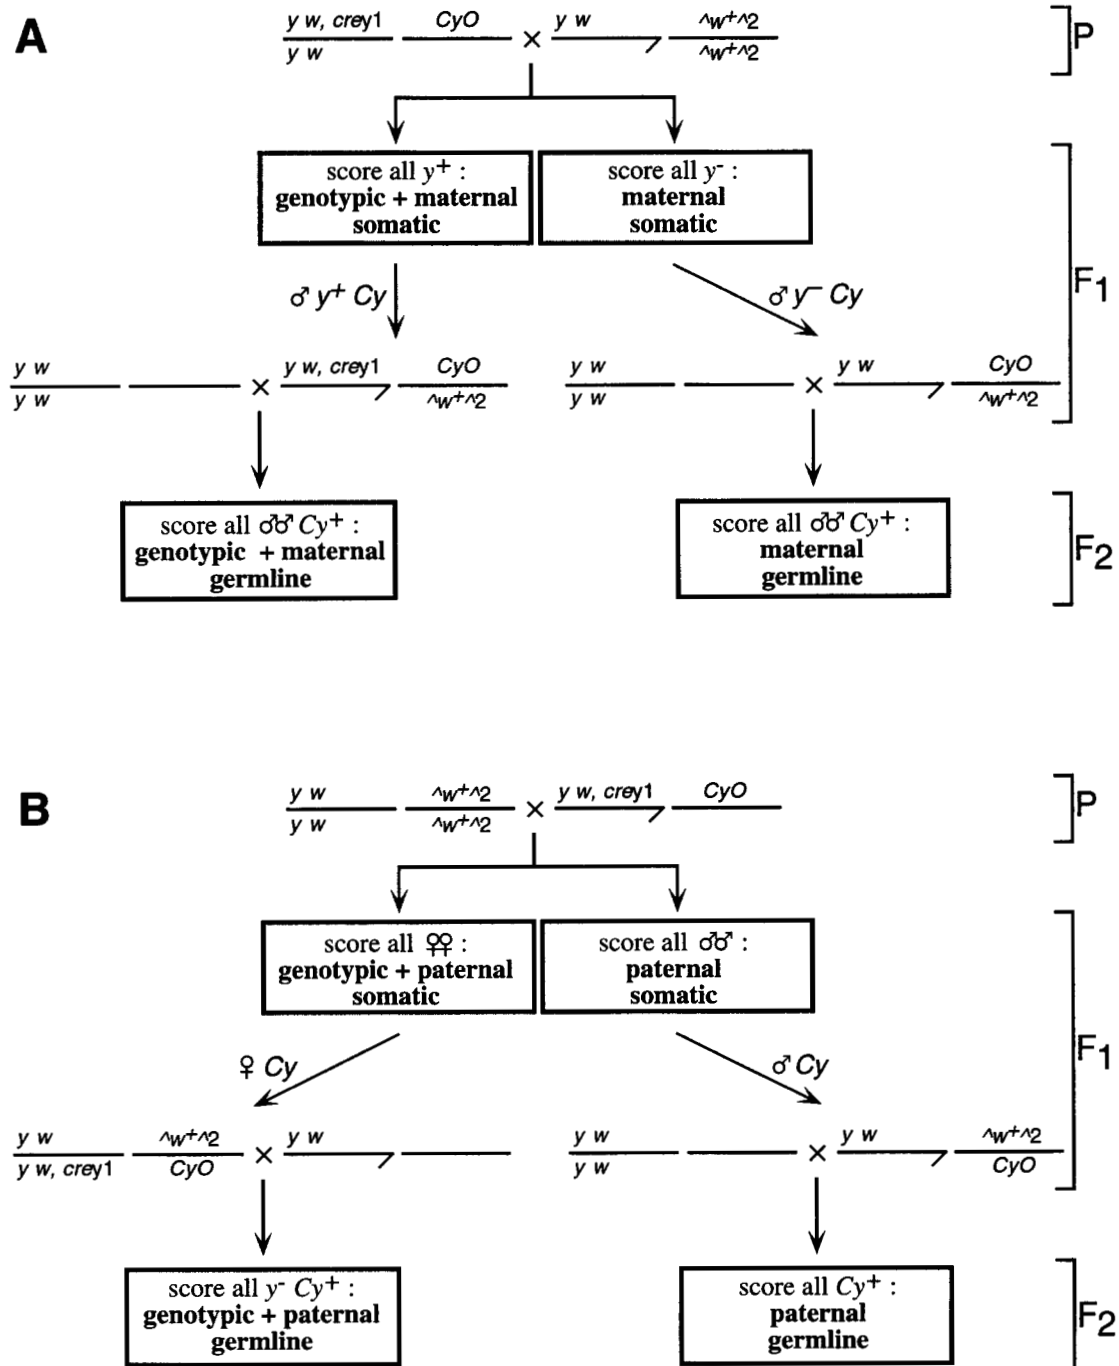 A
y w, crey1 CyO × y w ^w+^2
y w ^w+^2
P
score all y+ :
genotypic + maternal
somatic
score all y- :
maternal
somatic
♂ y+ Cy
♂ y– Cy
F1
y w × y w, crey1 CyO
y w ^w+^2
y w × y w CyO
y w ^w+^2
score all ♂♂ Cy+ :
genotypic + maternal
germline
score all ♂♂ Cy+ :
maternal
germline
F2
B
y w ^w+^2 × y w, crey1 CyO
y w ^w+^2
P
score all ♀♀ :
genotypic + paternal
somatic
score all ♂♂ :
paternal
somatic
♀ Cy
♂ Cy
F1
y w ^w+^2 × y w
y w, crey1 CyO
y w × y w ^w+^2
y w CyO
score all y- Cy+ :
genotypic + paternal
germline
score all Cy+ :
paternal
germline
F2